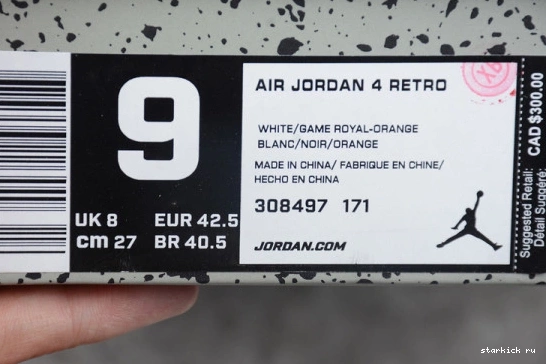 9
UK 8 EUR 42.5
cm 27 BR 40.5
AIR JORDAN 4 RETRO
WHITE/GAME ROYAL-ORANGE
BLANC/NOIR/ORANGE
MADE IN CHINA/ FABRIQUE EN CHINE/
HECHO EN CHINA
308497 171
JORDAN.COM
Suggested Retail:
Détail Suggéré:
CAD $300.00
starkick ru